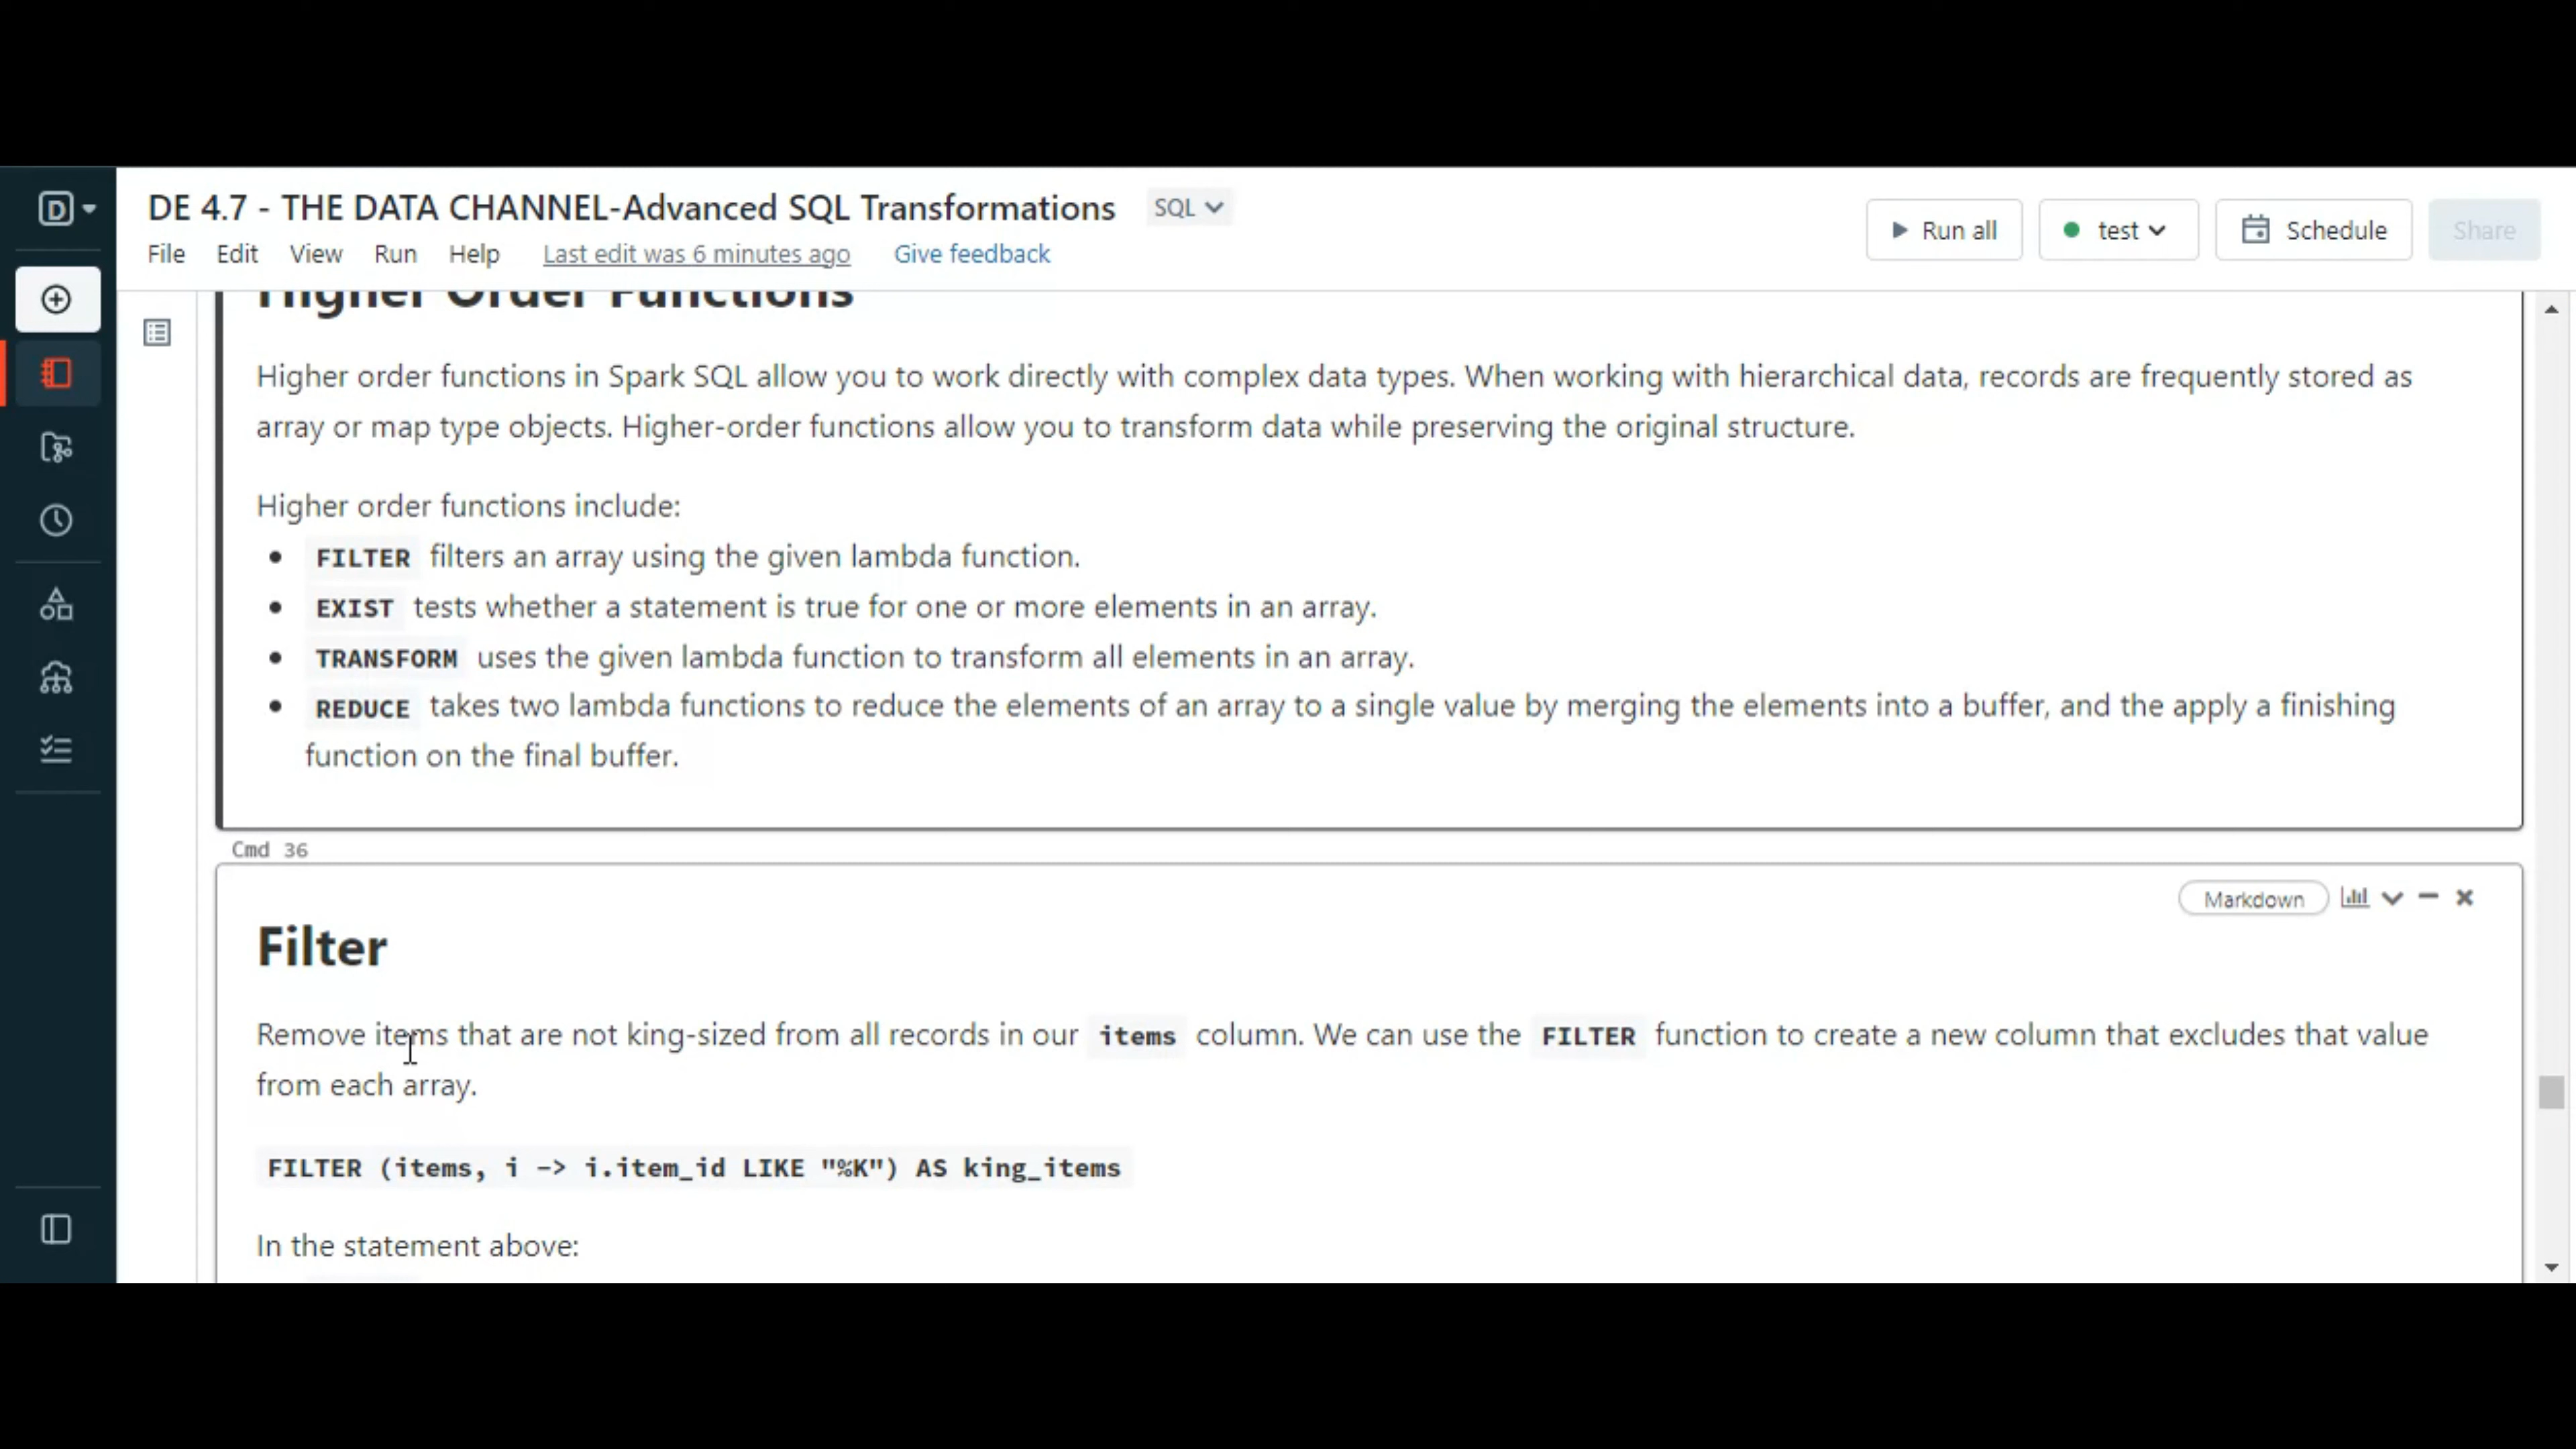 DE 4.7 - THE DATA CHANNEL-Advanced SQL Transformations SQL
File Edit View Run Help Last edit was 6 minutes ago Give feedback
Run all test Schedule Share
Higher Order Functions
Higher order functions in Spark SQL allow you to work directly with complex data types. When working with hierarchical data, records are frequently stored as
array or map type objects. Higher-order functions allow you to transform data while preserving the original structure.
Higher order functions include:
• FILTER filters an array using the given lambda function.
• EXIST tests whether a statement is true for one or more elements in an array.
• TRANSFORM uses the given lambda function to transform all elements in an array.
• REDUCE takes two lambda functions to reduce the elements of an array to a single value by merging the elements into a buffer, and the apply a finishing
function on the final buffer.
Cmd 36
Markdown
Filter
Remove items that are not king-sized from all records in our items column. We can use the FILTER function to create a new column that excludes that value
from each array.
FILTER (items, i -> i.item_id LIKE "%K") AS king_items
In the statement above: